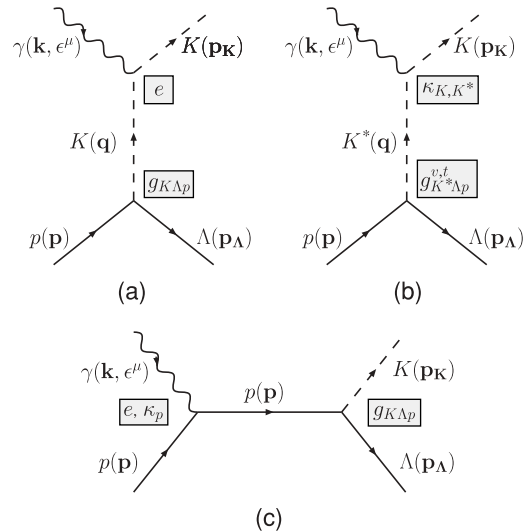 γ(k, ϵ^μ)
K(p_K)
e
K(q)
g_{KΛp}
p(p)
Λ(p_Λ)
(a)
γ(k, ϵ^μ)
K(p_K)
κ_{K,K*}
K*(q)
g^{v,t}_{K*Λp}
p(p)
Λ(p_Λ)
(b)
γ(k, ϵ^μ)
K(p_K)
p(p)
e, κ_p
g_{KΛp}
p(p)
Λ(p_Λ)
(c)